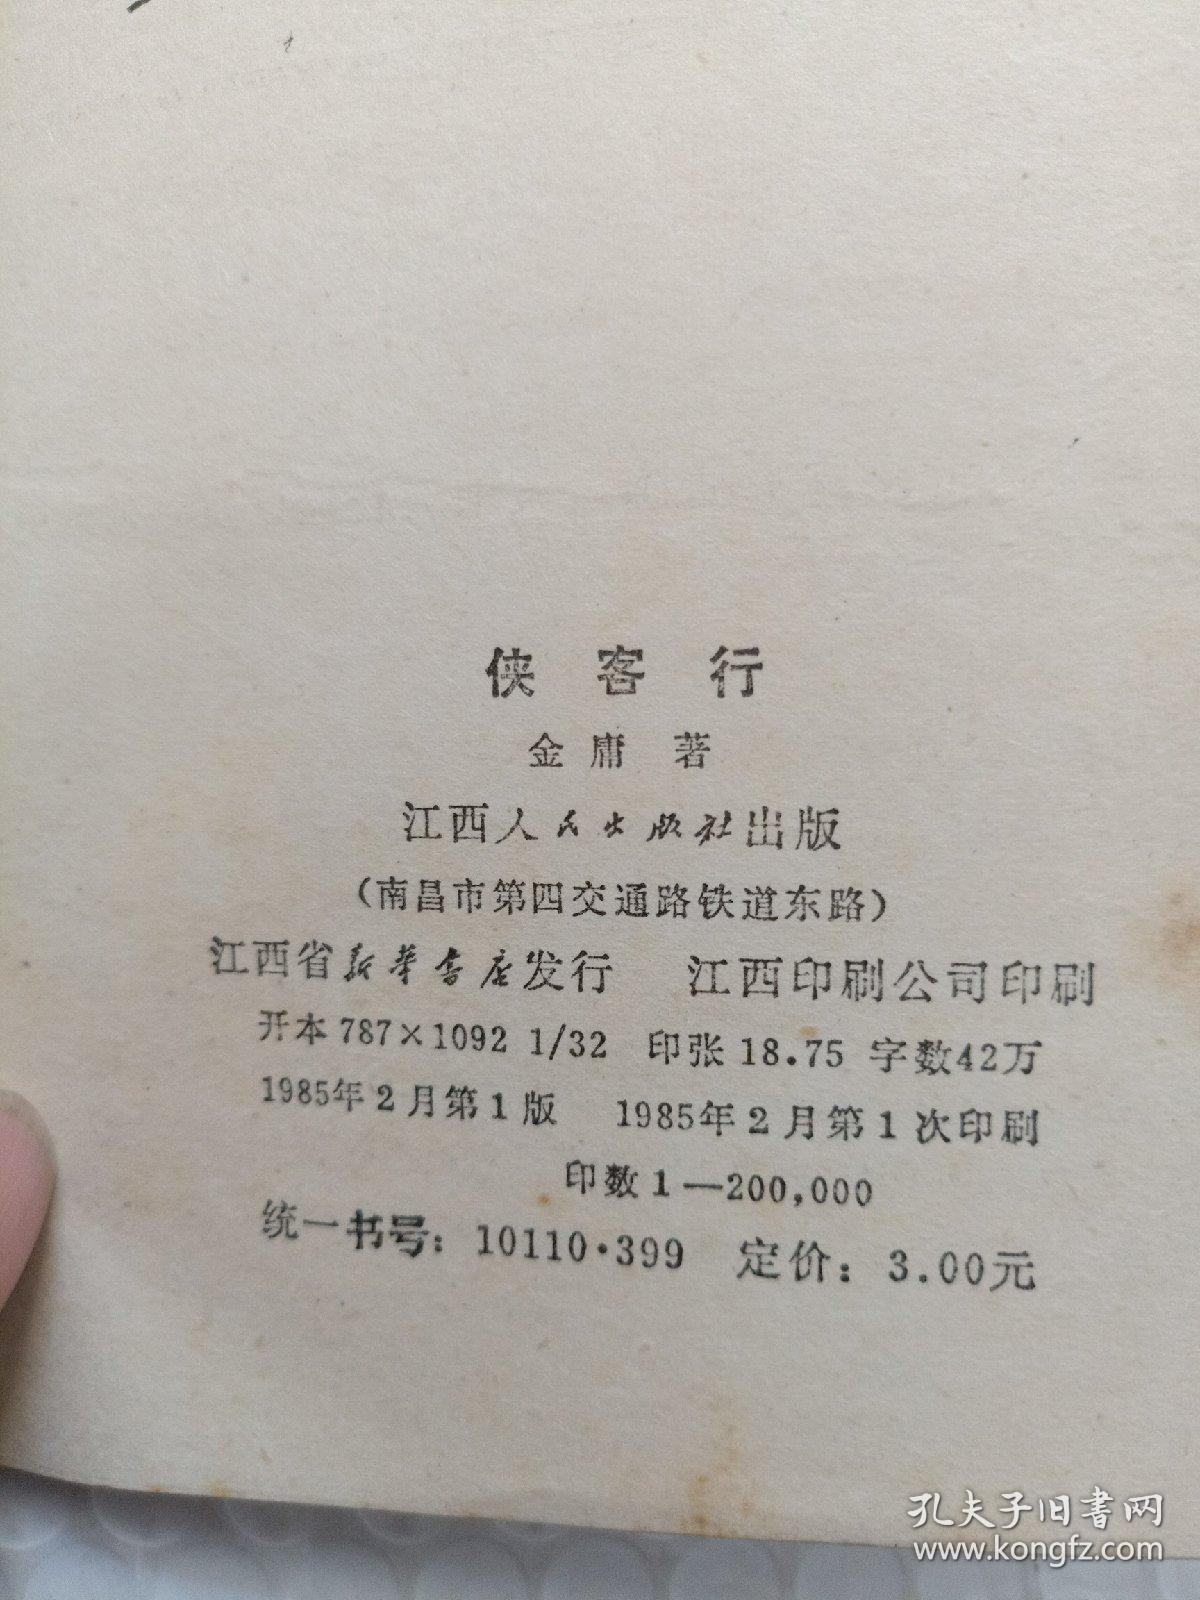 侠客行
金庸 著
江西人民出版社出版
（南昌市第四交通路铁道东路）
江西省新华书店发行 江西印刷公司印刷
开本787×1092 1/32 印张18.75 字数42万
1985年2月第1版 1985年2月第1次印刷
印数1—200,000
统一书号：10110·399 定价：3.00元
孔夫子旧书网
www.kongfz.com